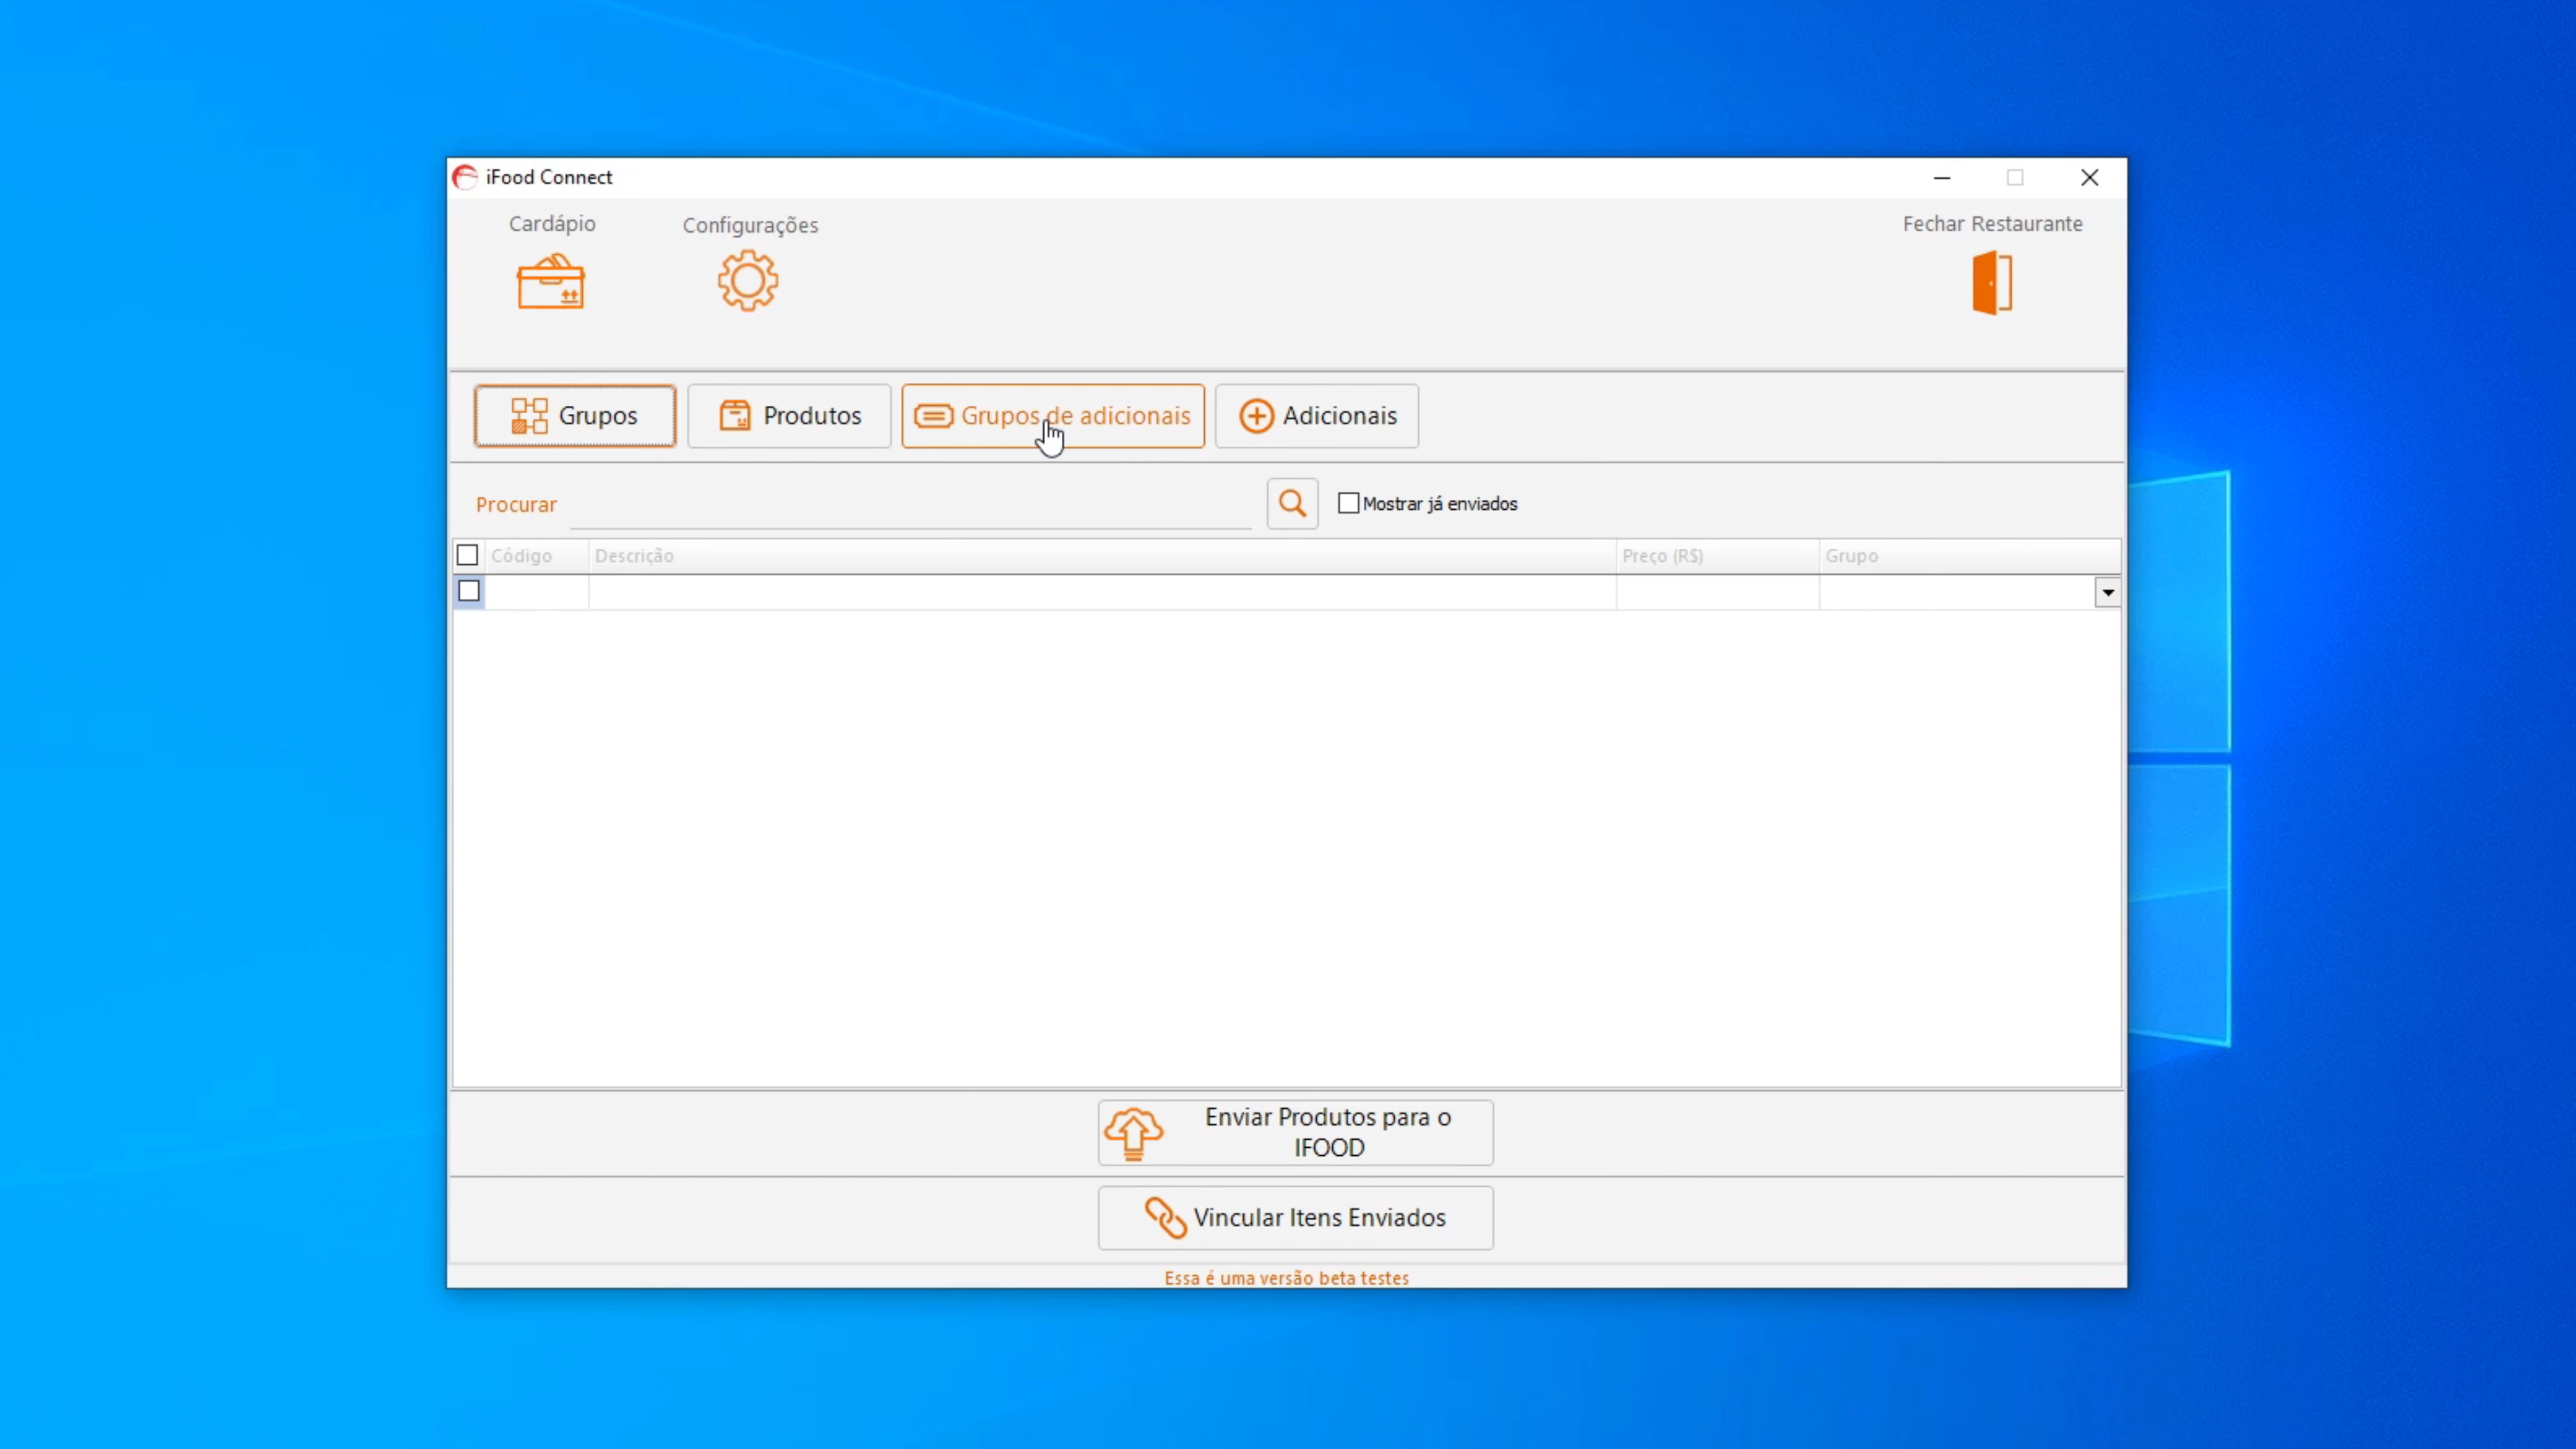 iFood Connect
Cardápio
Configurações
Fechar Restaurante
Grupos
Produtos
Grupos de adicionais
Adicionais
Procurar
Mostrar já enviados
Código
Descrição
Preço (R$)
Grupo
Enviar Produtos para o
IFOOD
Vincular Itens Enviados
Essa é uma versão beta testes